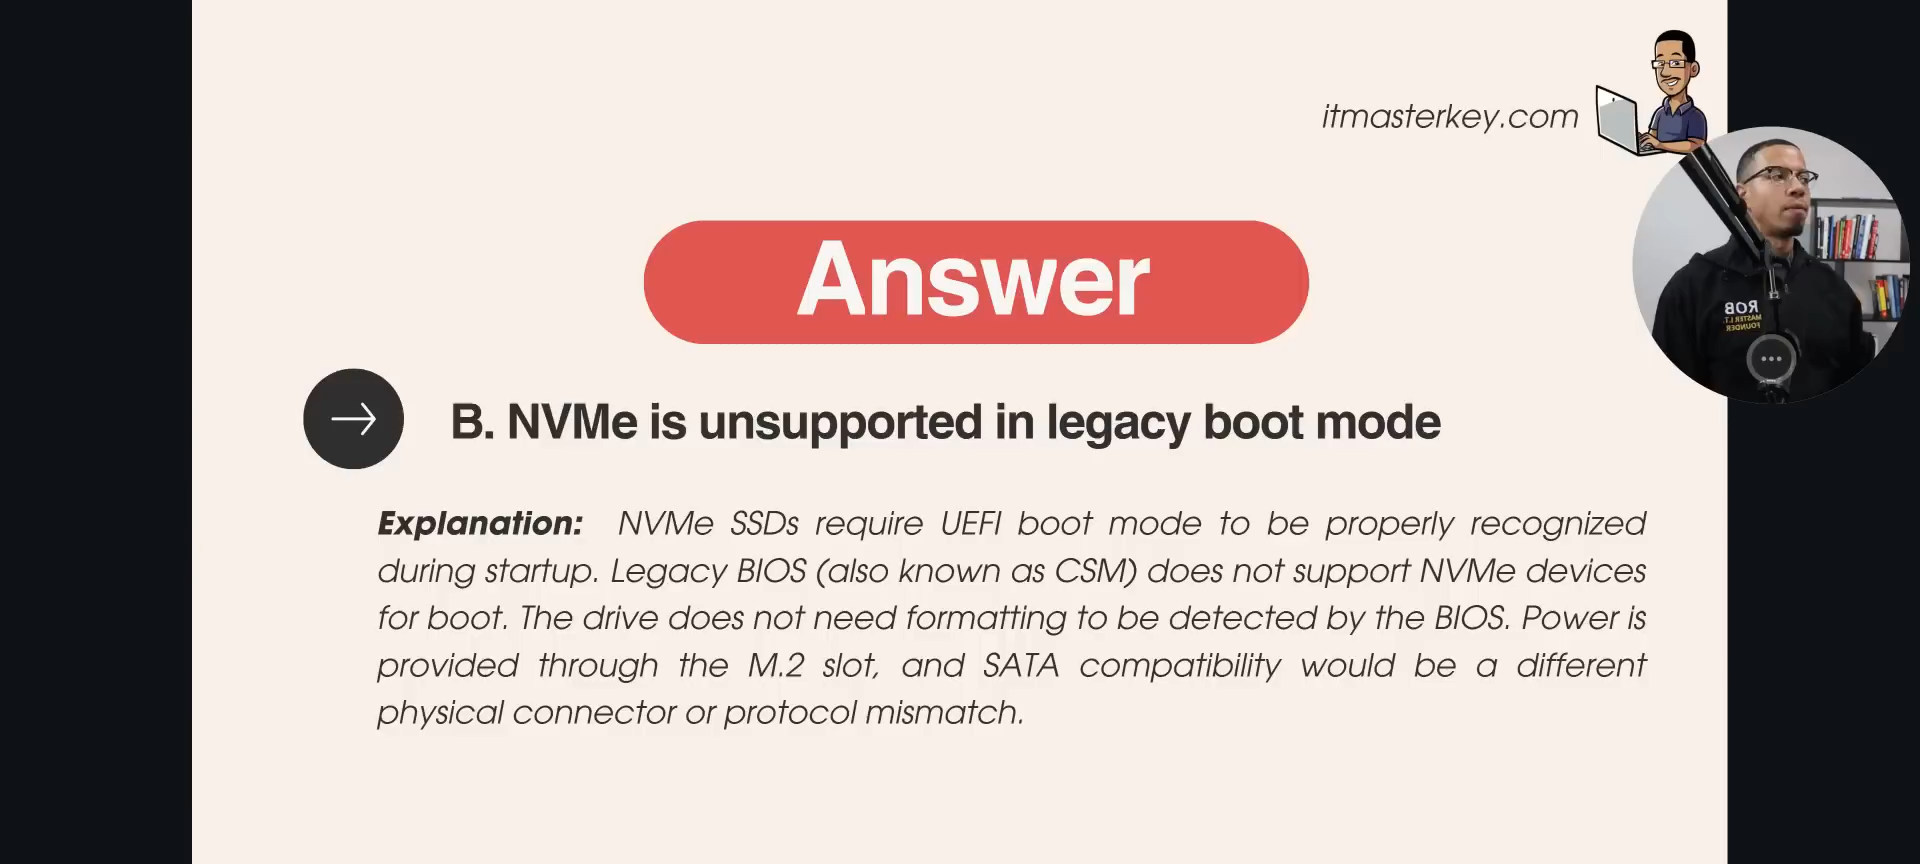 itmasterkey.com
Answer
B. NVMe is unsupported in legacy boot mode
Explanation: NVMe SSDs require UEFI boot mode to be properly recognized
during startup. Legacy BIOS (also known as CSM) does not support NVMe devices
for boot. The drive does not need formatting to be detected by the BIOS. Power is
provided through the M.2 slot, and SATA compatibility would be a different
physical connector or protocol mismatch.
ROB
MASTER I.T.
FOUNDER